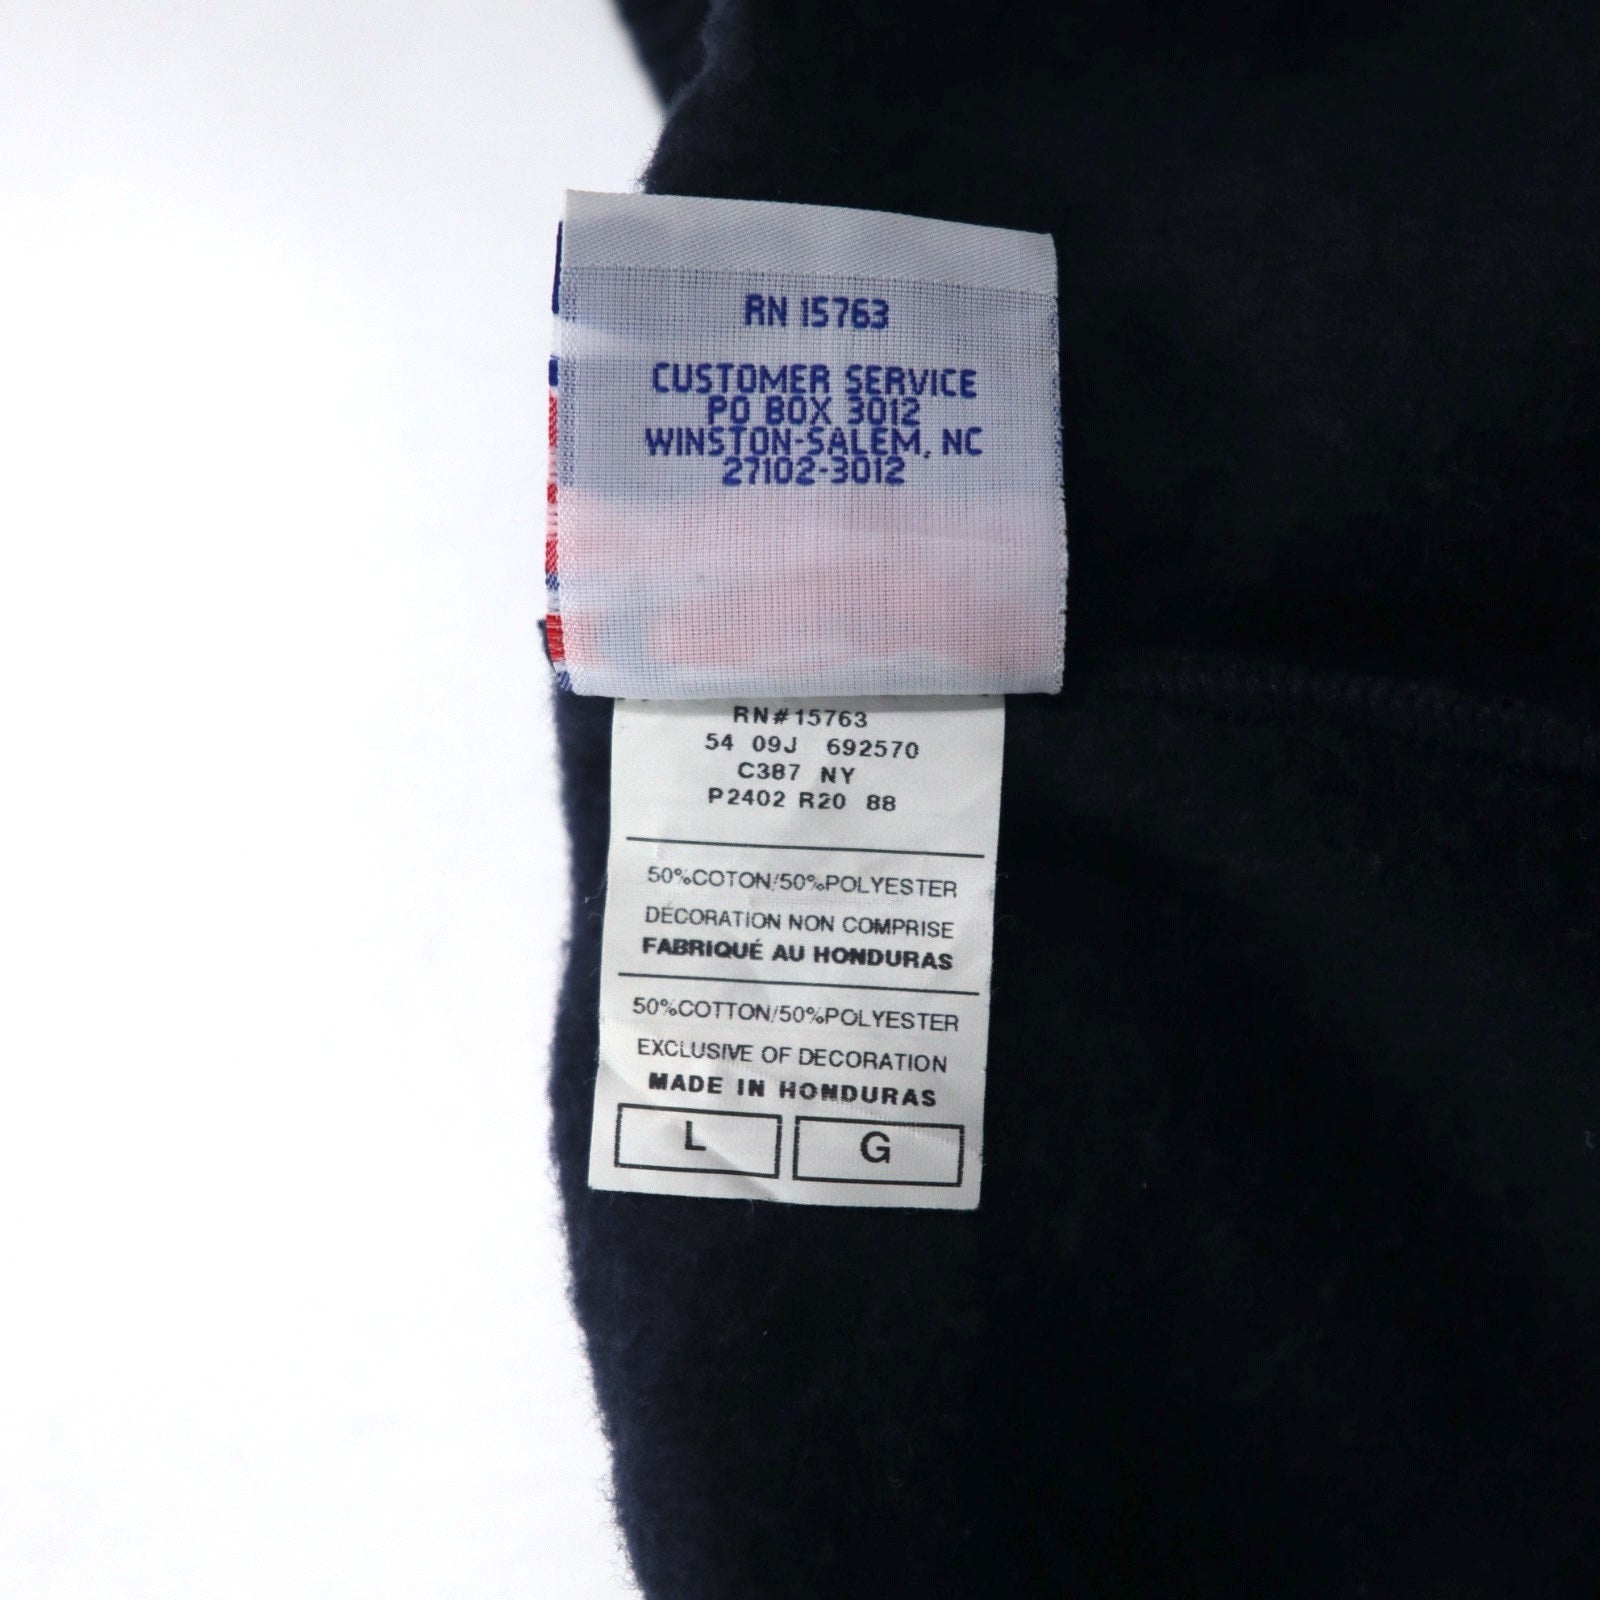 RN 15763
CUSTOMER SERVICE
PO BOX 3012
WINSTON-SALEM, NC
27102-3012
RN#15763
54 09J 692570
C387 NY
P2402 R20 88
50%COTON/50%POLYESTER
DÉCORATION NON COMPRISE
FABRIQUÉ AU HONDURAS
50%COTTON/50%POLYESTER
EXCLUSIVE OF DECORATION
MADE IN HONDURAS
L G